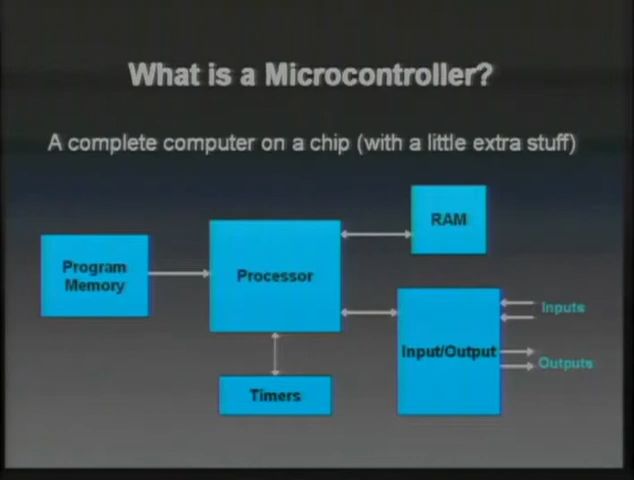 What is a Microcontroller?
A complete computer on a chip (with a little extra stuff)
RAM
Program
Memory
Processor
Inputs
Input/Output
Outputs
Timers